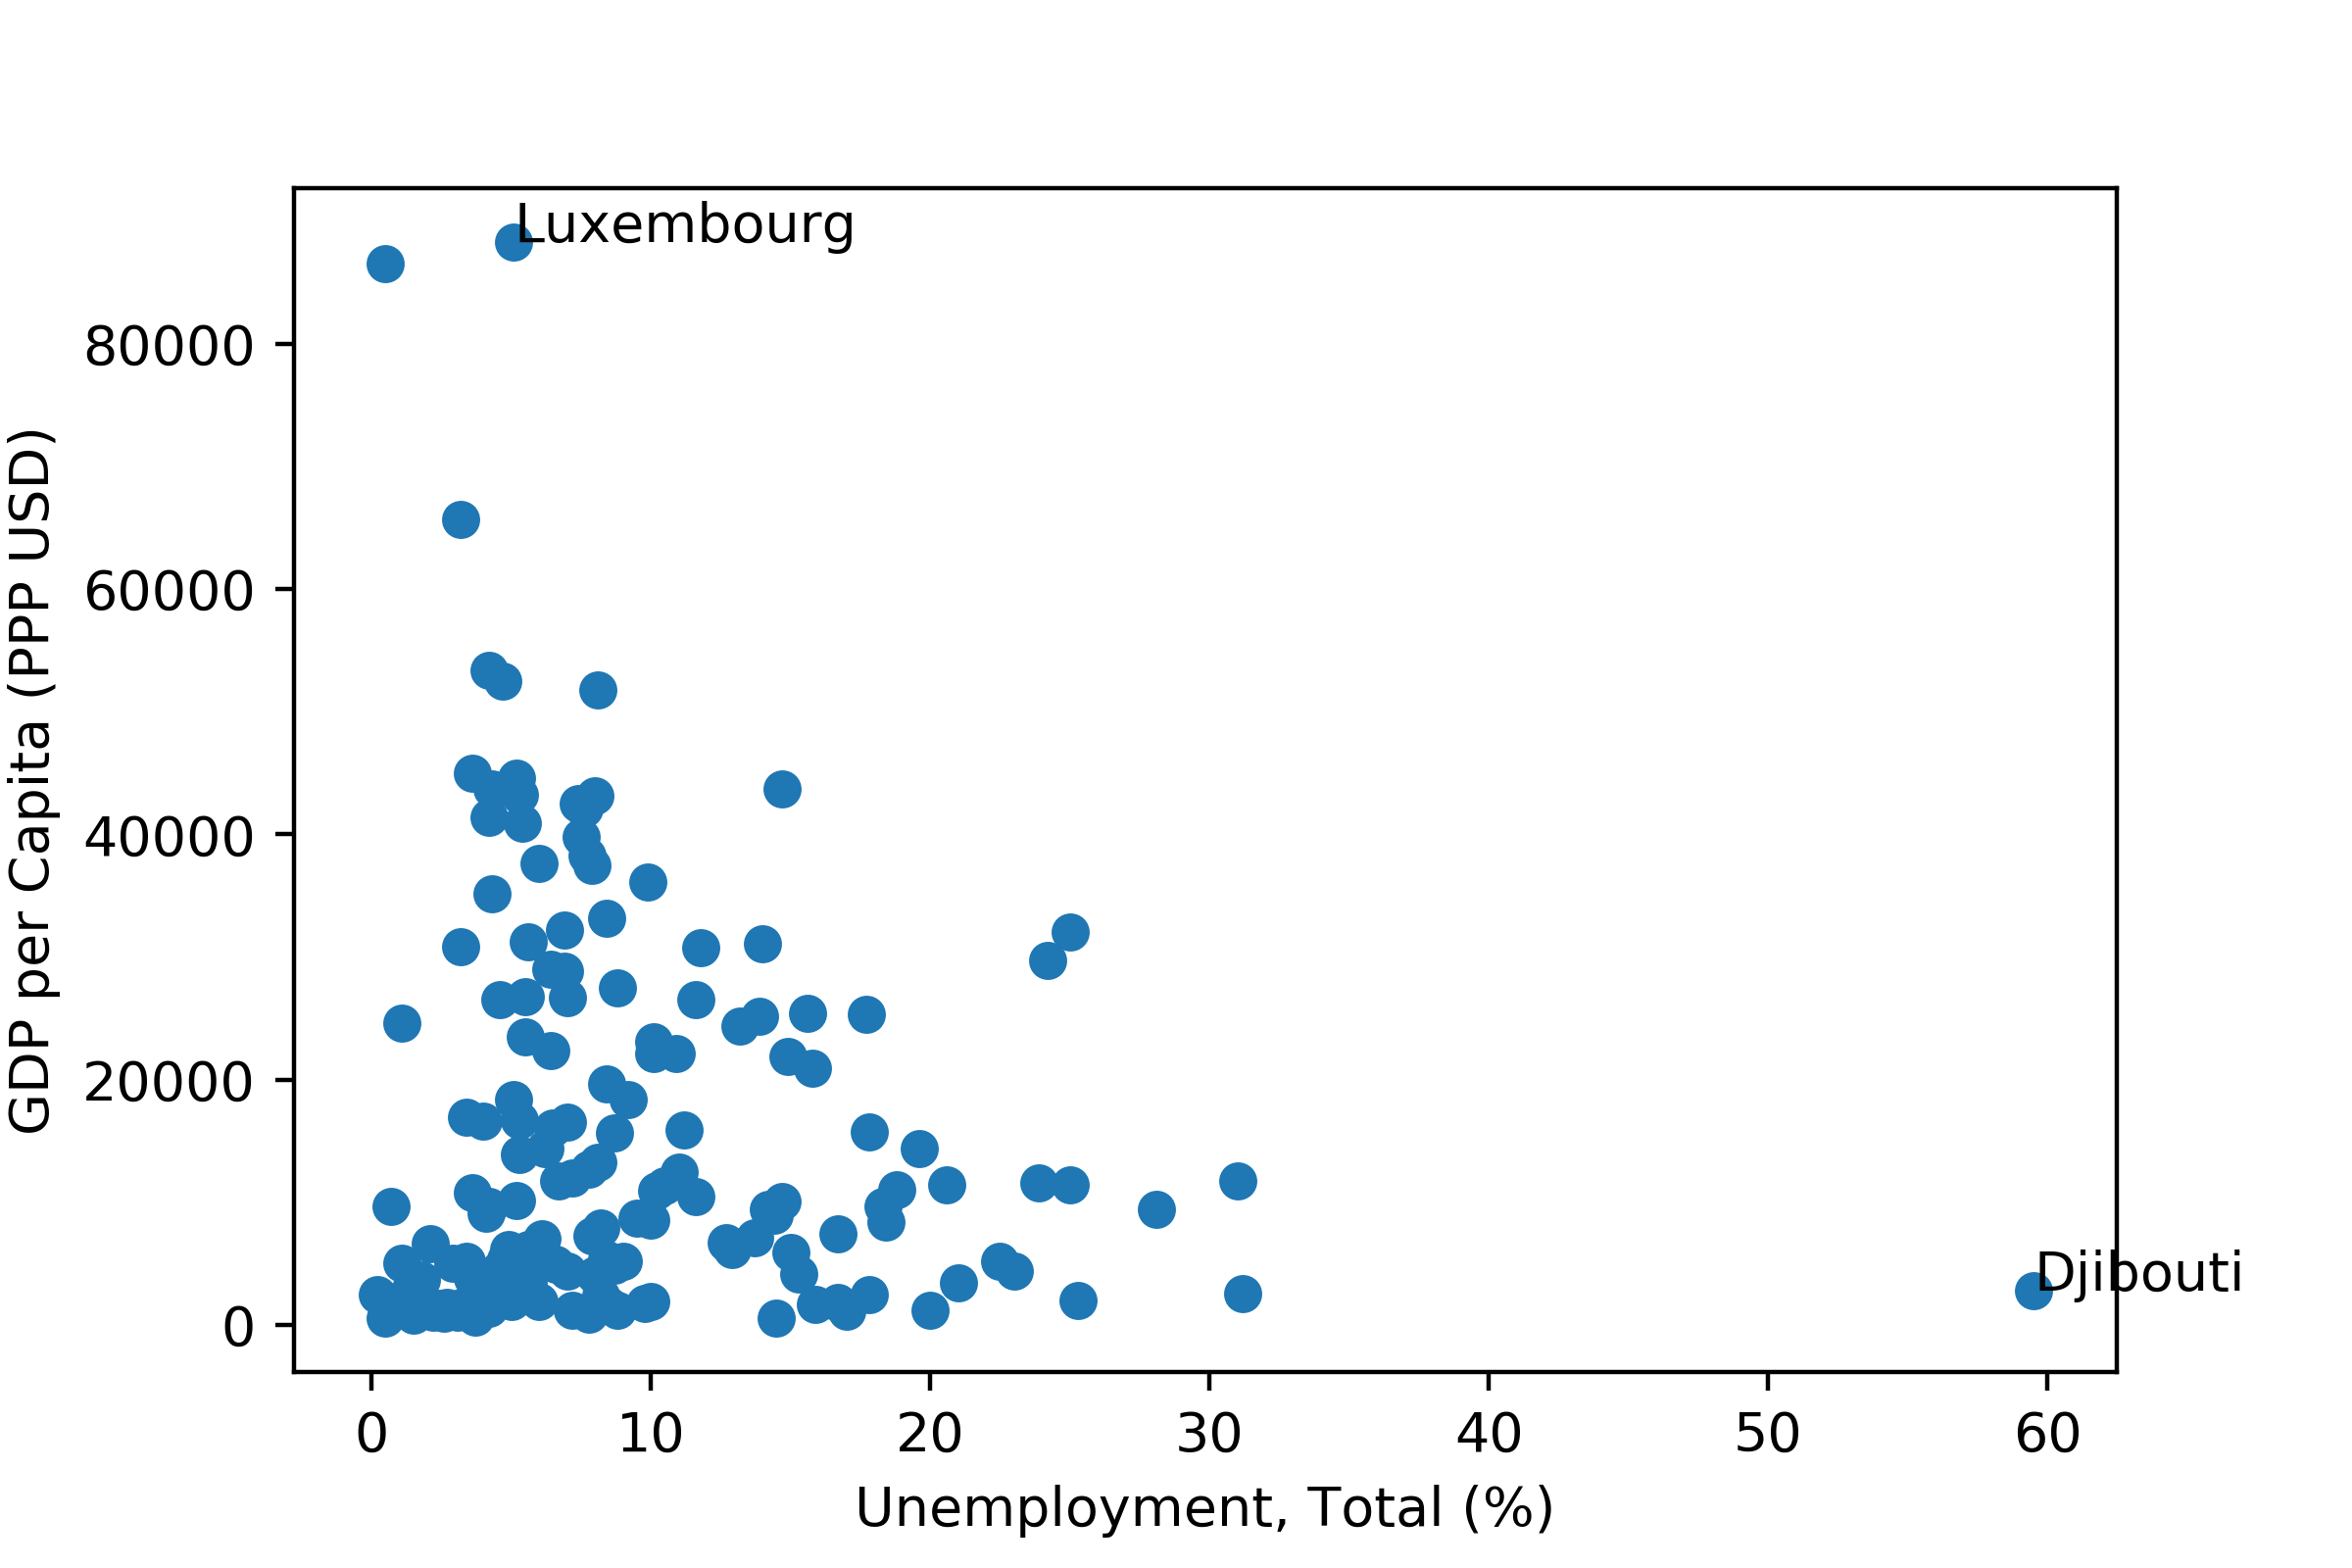 Luxembourg
80000
60000
40000
20000
0
GDP per Capita (PPP USD)
Djibouti
0 10 20 30 40 50 60
Unemployment, Total (%)